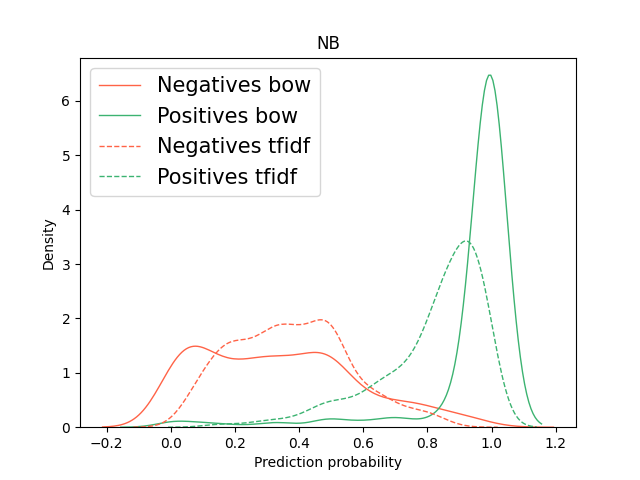 NB
Negatives bow
Positives bow
Negatives tfidf
Positives tfidf
Density
6
5
4
3
2
1
0
−0.2 0.0 0.2 0.4 0.6 0.8 1.0 1.2
Prediction probability